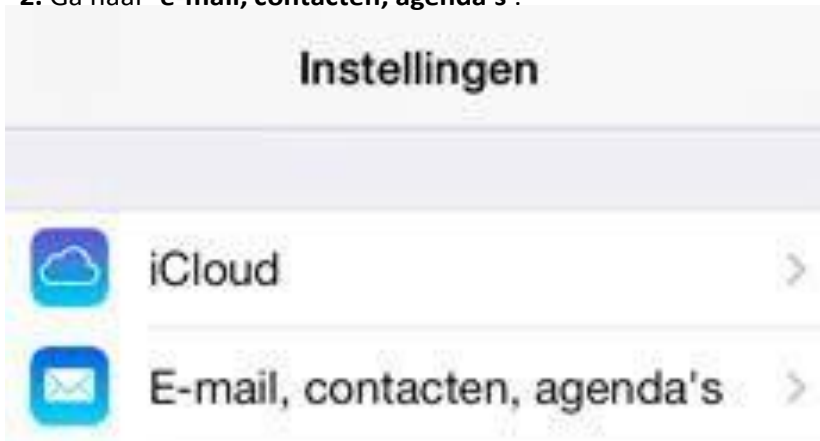 2. Ga naar "e-mail, contacten, agenda's".
Instellingen
iCloud
E-mail, contacten, agenda's